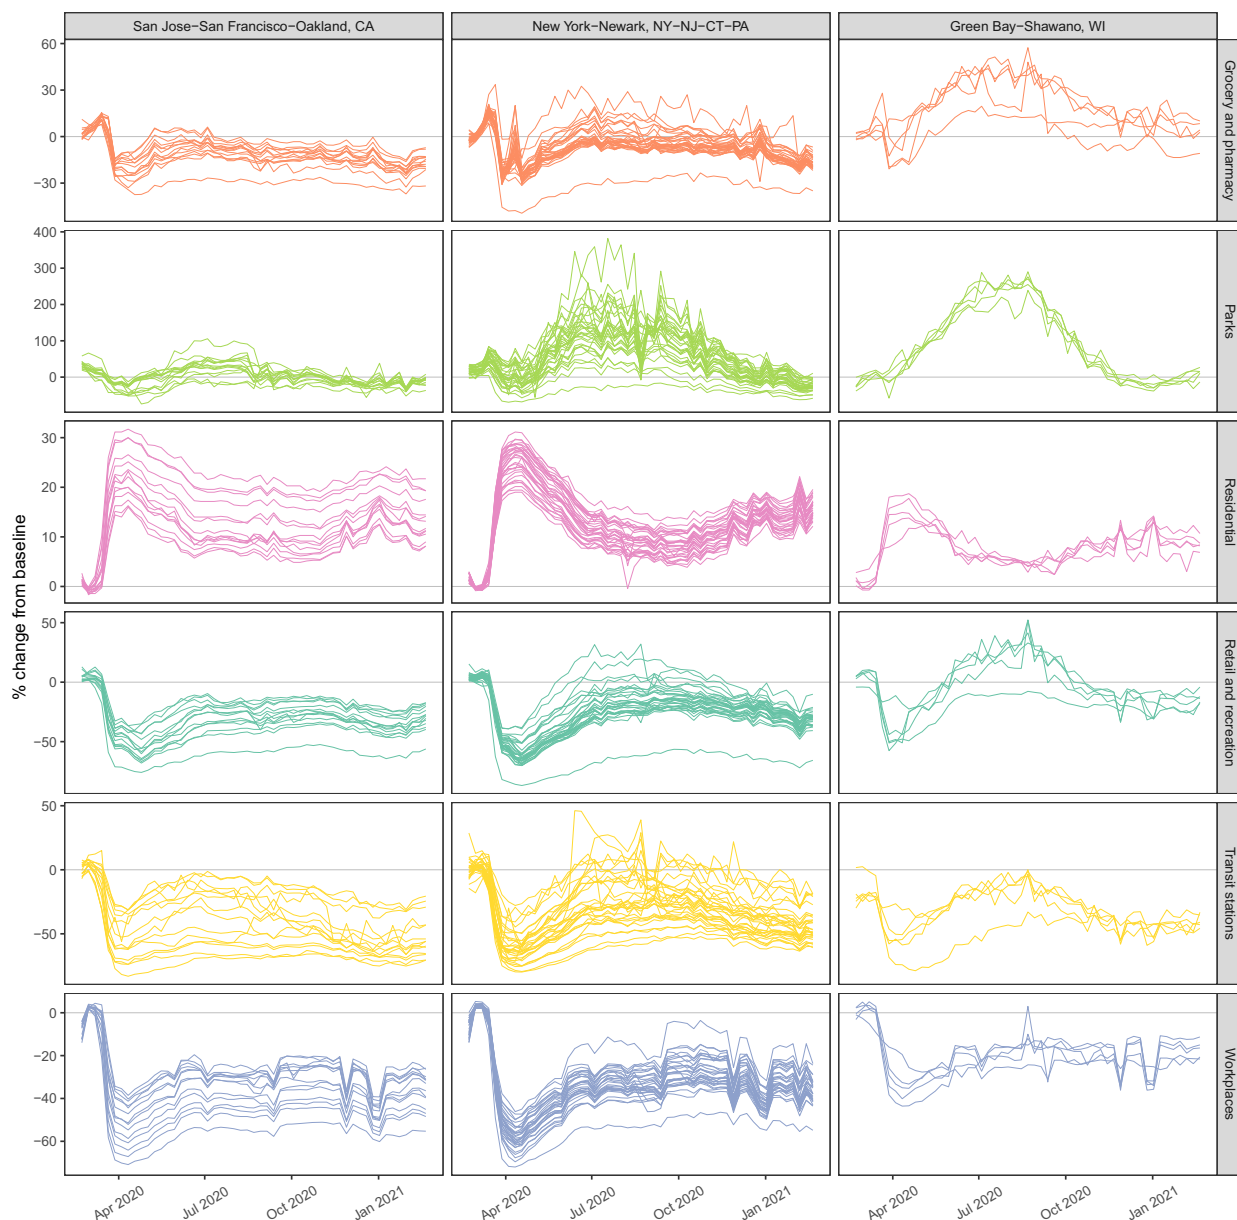 San Jose−San Francisco−Oakland, CA
New York−Newark, NY−NJ−CT−PA
Green Bay−Shawano, WI
% change from baseline
60
30
0
−30
Grocery and pharmacy
400
300
200
100
0
Parks
30
20
10
0
Residential
50
0
−50
Retail and recreation
50
0
−50
Transit stations
0
−20
−40
−60
Workplaces
Apr 2020
Jul 2020
Oct 2020
Jan 2021
Apr 2020
Jul 2020
Oct 2020
Jan 2021
Apr 2020
Jul 2020
Oct 2020
Jan 2021